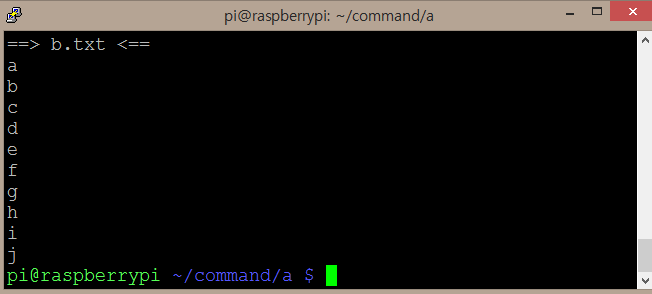 pi@raspberrypi: ~/command/a
==> b.txt <==
a
b
c
d
e
f
g
h
i
j
pi@raspberrypi ~/command/a $